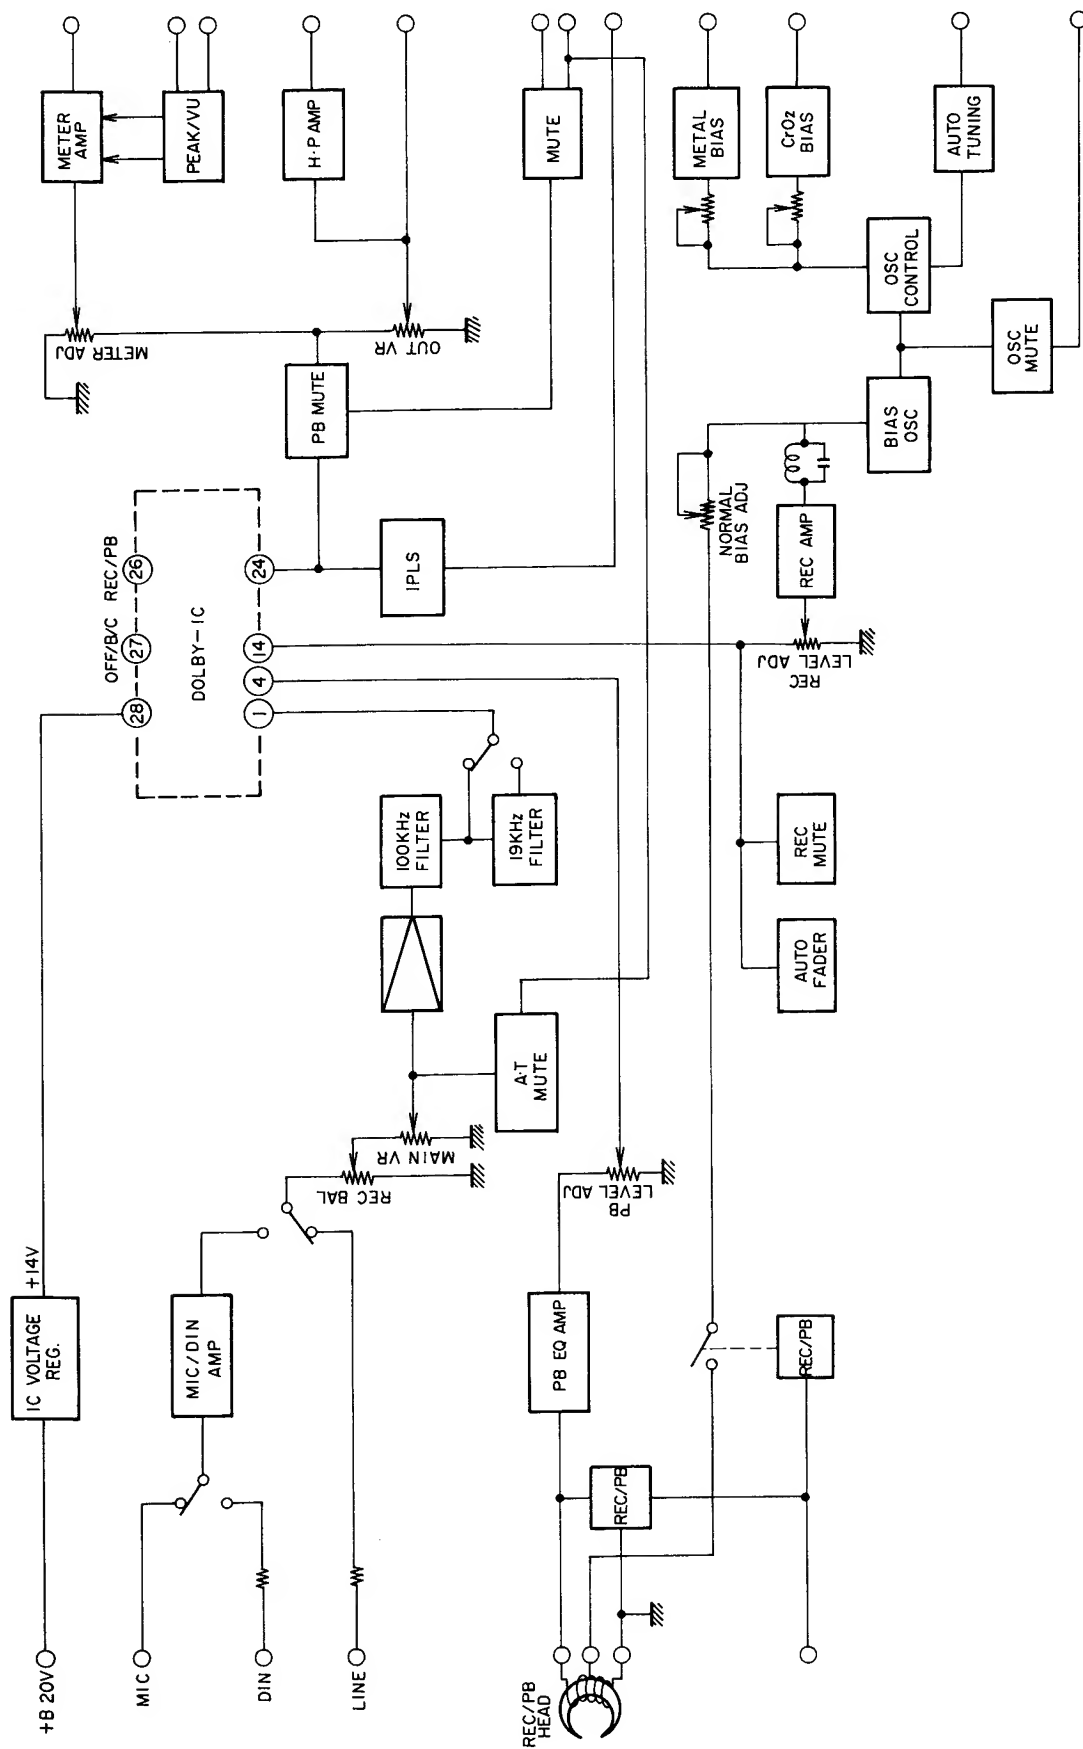 +B 20V
IC VOLTAGE
REG.
+14V
MIC
DIN
LINE
MIC/DIN
AMP
REC BAL
MAIN VR
A·T
MUTE
100KHz
FILTER
19KHz
FILTER
OFF/B/C REC/PB
28
27
26
DOLBY-IC
1
4
14
24
IPLS
PB MUTE
METER ADJ
OUT VR
METER
AMP
PEAK/VU
H·P AMP
MUTE
REC/PB
HEAD
REC/PB
PB EQ AMP
PB
LEVEL ADJ
REC/PB
AUTO
FADER
REC
MUTE
REC
LEVEL ADJ
REC AMP
NORMAL
BIAS ADJ
BIAS
OSC
OSC
MUTE
OSC
CONTROL
METAL
BIAS
CrO2
BIAS
AUTO
TUNING